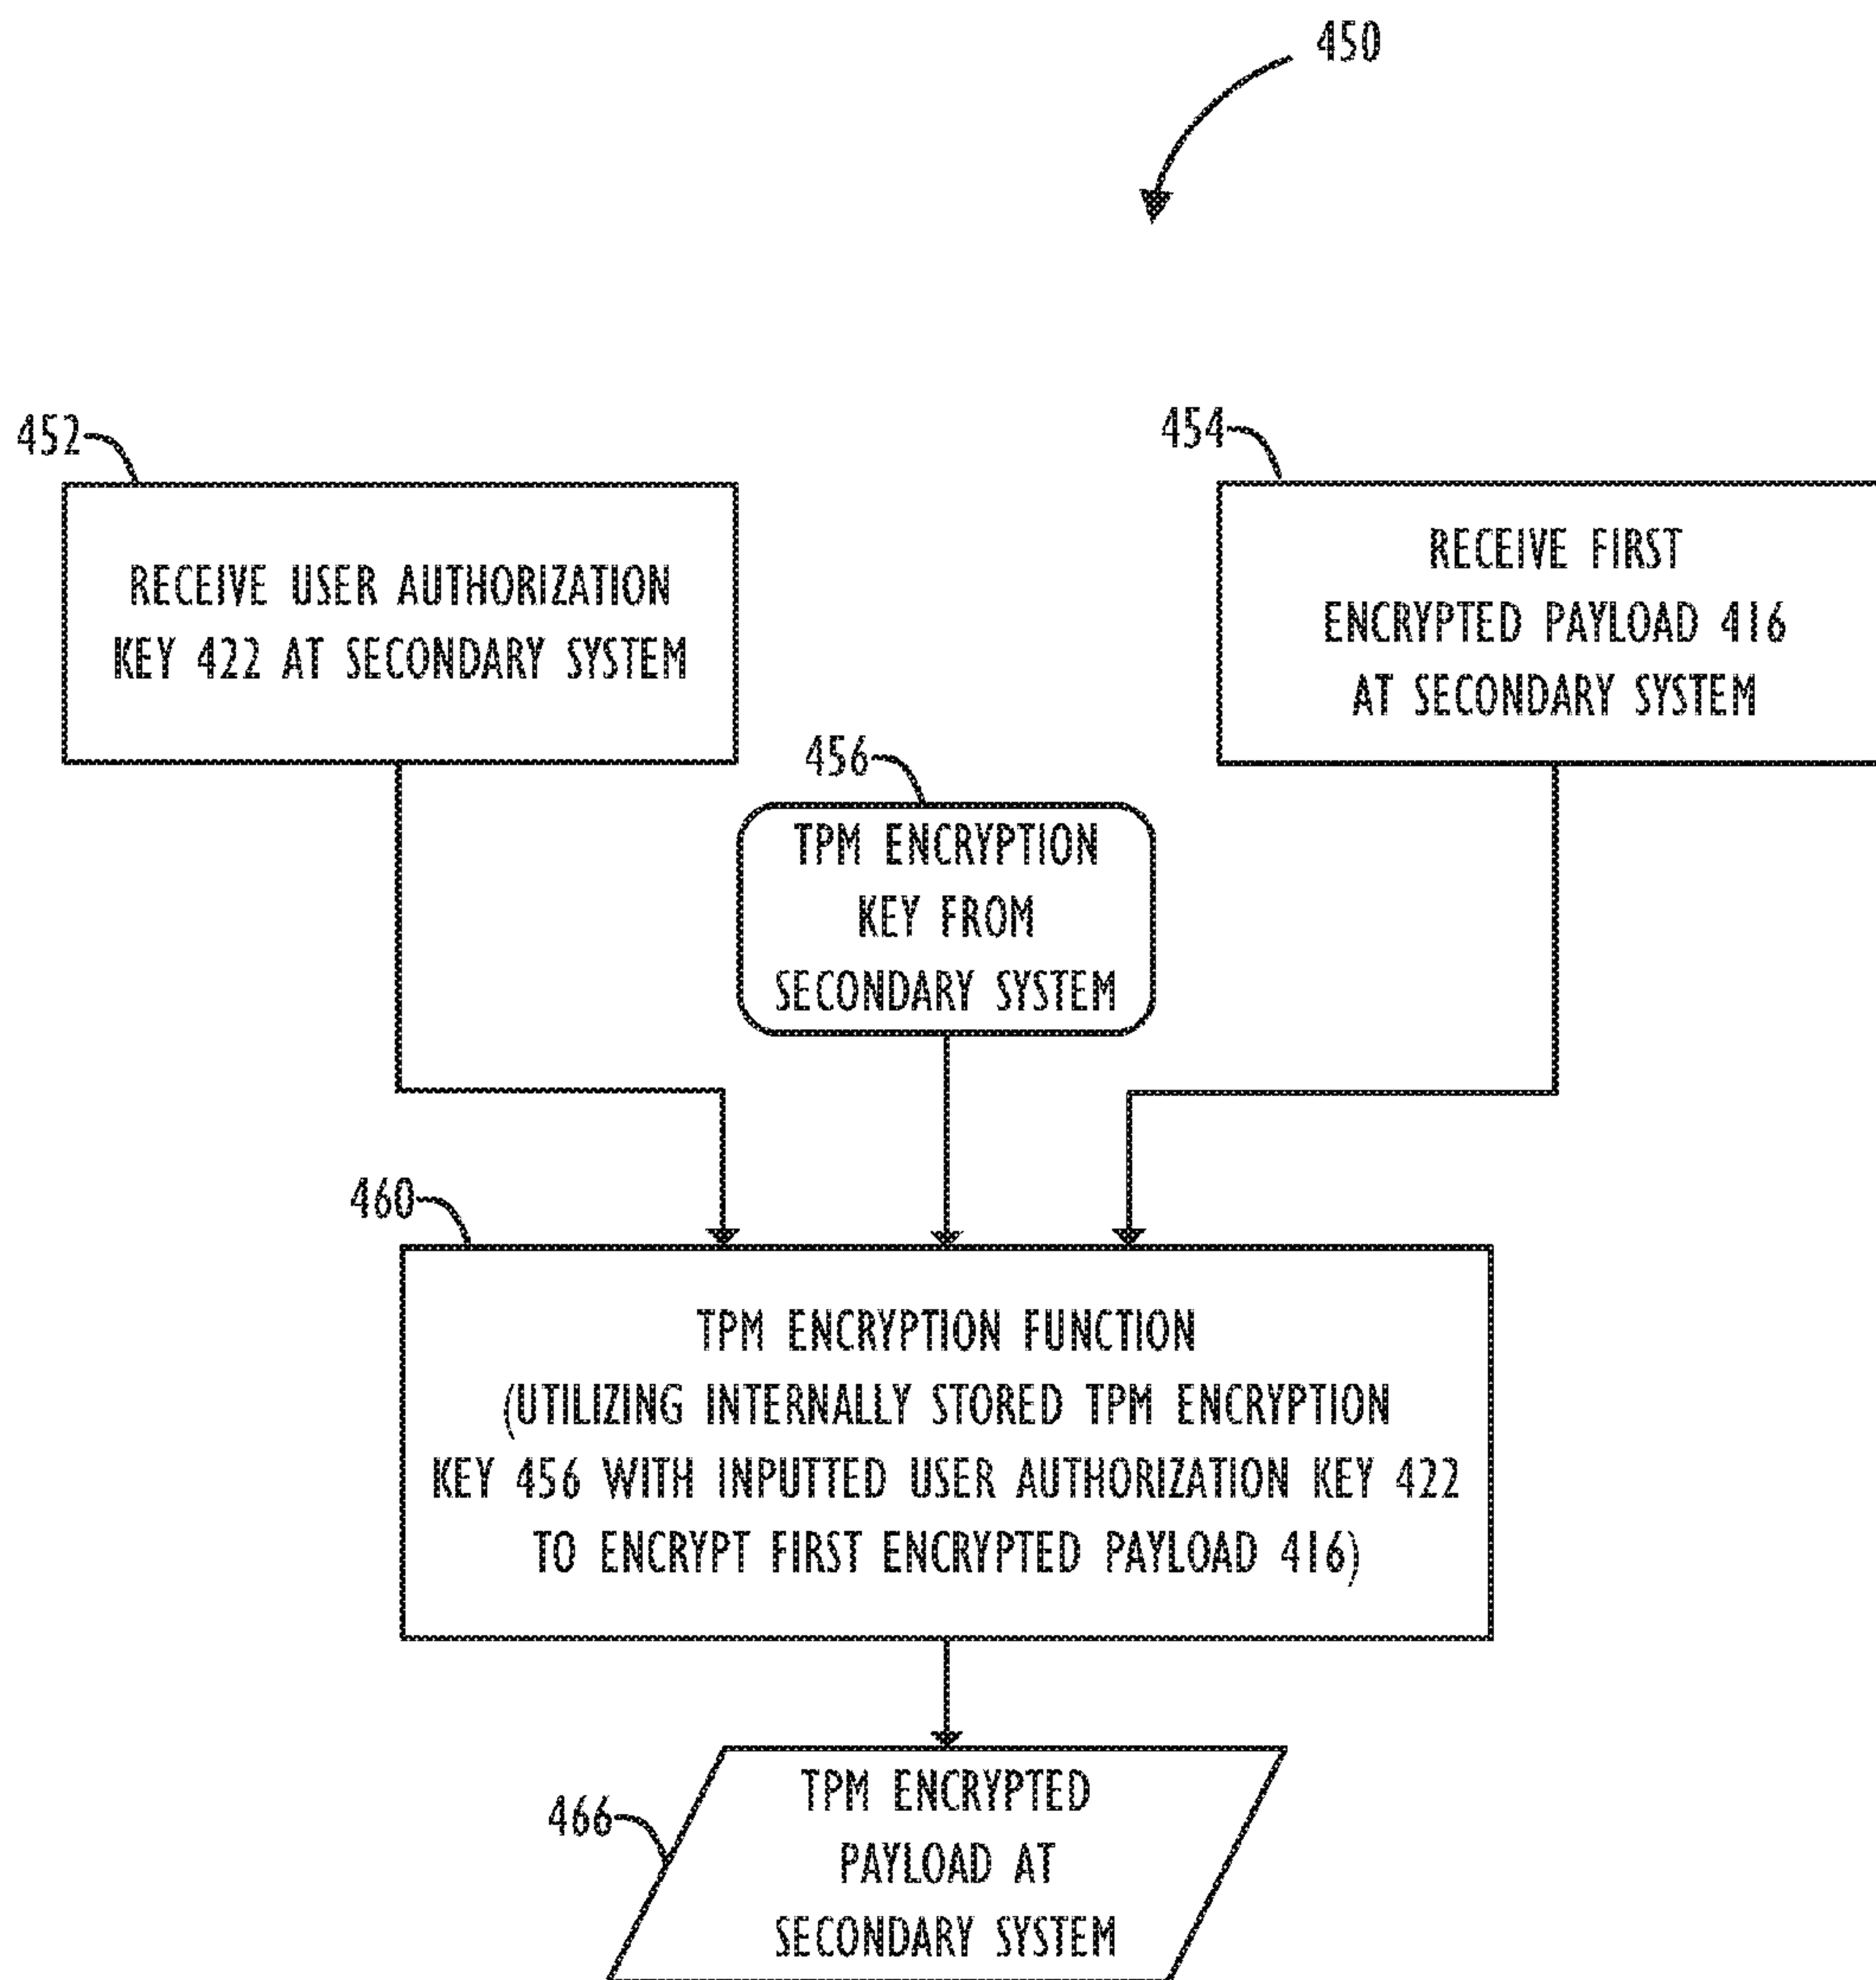 450
452
RECEIVE USER AUTHORIZATION
KEY 422 AT SECONDARY SYSTEM
454
RECEIVE FIRST
ENCRYPTED PAYLOAD 416
AT SECONDARY SYSTEM
456
TPM ENCRYPTION
KEY FROM
SECONDARY SYSTEM
460
TPM ENCRYPTION FUNCTION
(UTILIZING INTERNALLY STORED TPM ENCRYPTION
KEY 456 WITH INPUTTED USER AUTHORIZATION KEY 422
TO ENCRYPT FIRST ENCRYPTED PAYLOAD 416)
466
TPM ENCRYPTED
PAYLOAD AT
SECONDARY SYSTEM